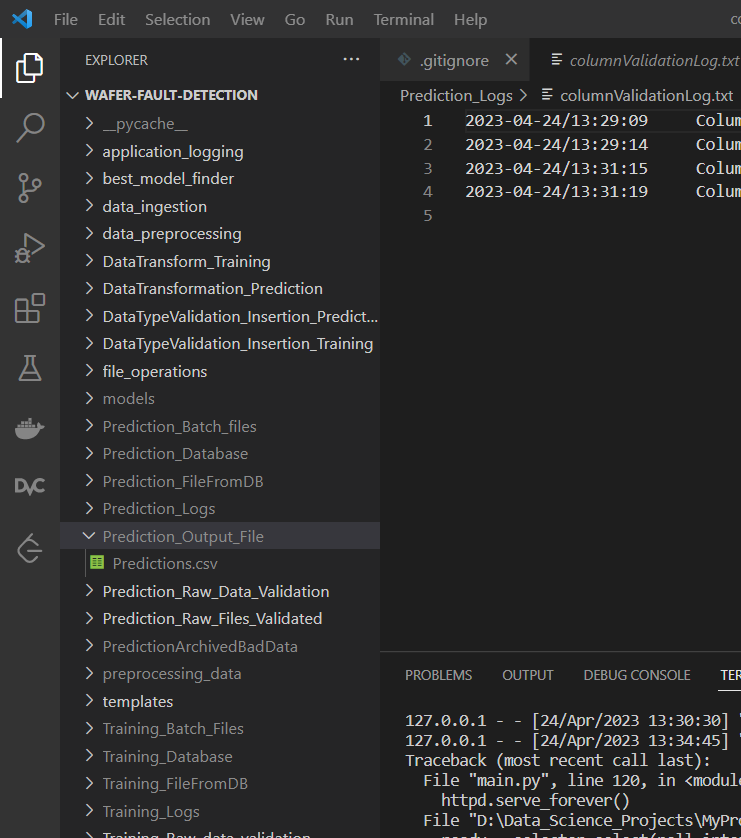 File Edit Selection View Go Run Terminal Help
EXPLORER
WAFER-FAULT-DETECTION
__pycache__
application_logging
best_model_finder
data_ingestion
data_preprocessing
DataTransform_Training
DataTransformation_Prediction
DataTypeValidation_Insertion_Predict...
DataTypeValidation_Insertion_Training
file_operations
models
Prediction_Batch_files
Prediction_Database
Prediction_FileFromDB
Prediction_Logs
Prediction_Output_File
Predictions.csv
Prediction_Raw_Data_Validation
Prediction_Raw_Files_Validated
PredictionArchivedBadData
preprocessing_data
templates
Training_Batch_Files
Training_Database
Training_FileFromDB
Training_Logs
Training_Raw_data_validation
DVC
.gitignore columnValidationLog.txt
Prediction_Logs > columnValidationLog.txt
1 2023-04-24/13:29:09 Colum
2 2023-04-24/13:29:14 Colum
3 2023-04-24/13:31:15 Colum
4 2023-04-24/13:31:19 Colum
5
PROBLEMS OUTPUT DEBUG CONSOLE TER
127.0.0.1 - - [24/Apr/2023 13:30:30] "
127.0.0.1 - - [24/Apr/2023 13:34:45] "
Traceback (most recent call last):
File "main.py", line 120, in <module
httpd.serve_forever()
File "D:\Data_Science_Projects\MyPro
ready = selector.select(poll_inter